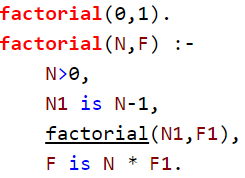 factorial(0,1).
factorial(N,F) :-
N>0,
N1 is N-1,
factorial(N1,F1),
F is N * F1.